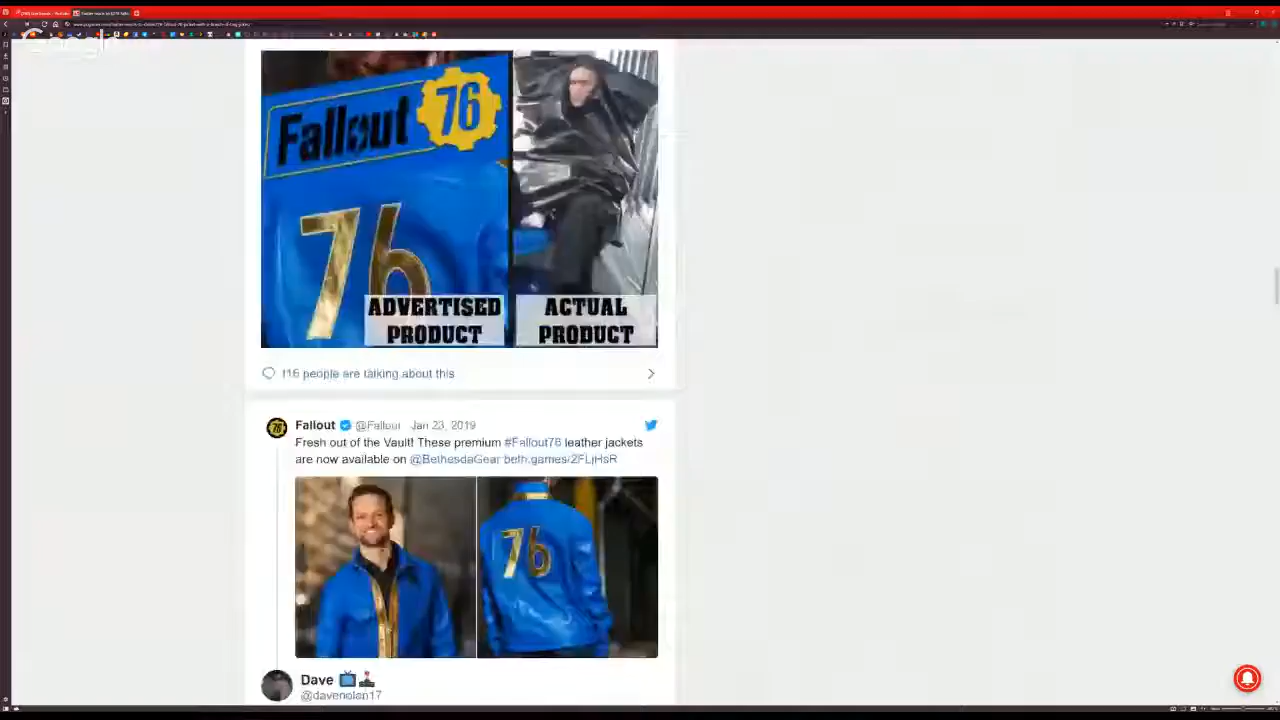 Fallout 76
76
ADVERTISED
PRODUCT
ACTUAL
PRODUCT
116 people are talking about this
Fallout @Fallout Jan 23, 2019
Fresh out of the Vault! These premium #Fallout76 leather jackets
are now available on @BethesdaGear beth.games/2FLjHsR
76
Dave
@davenolan17